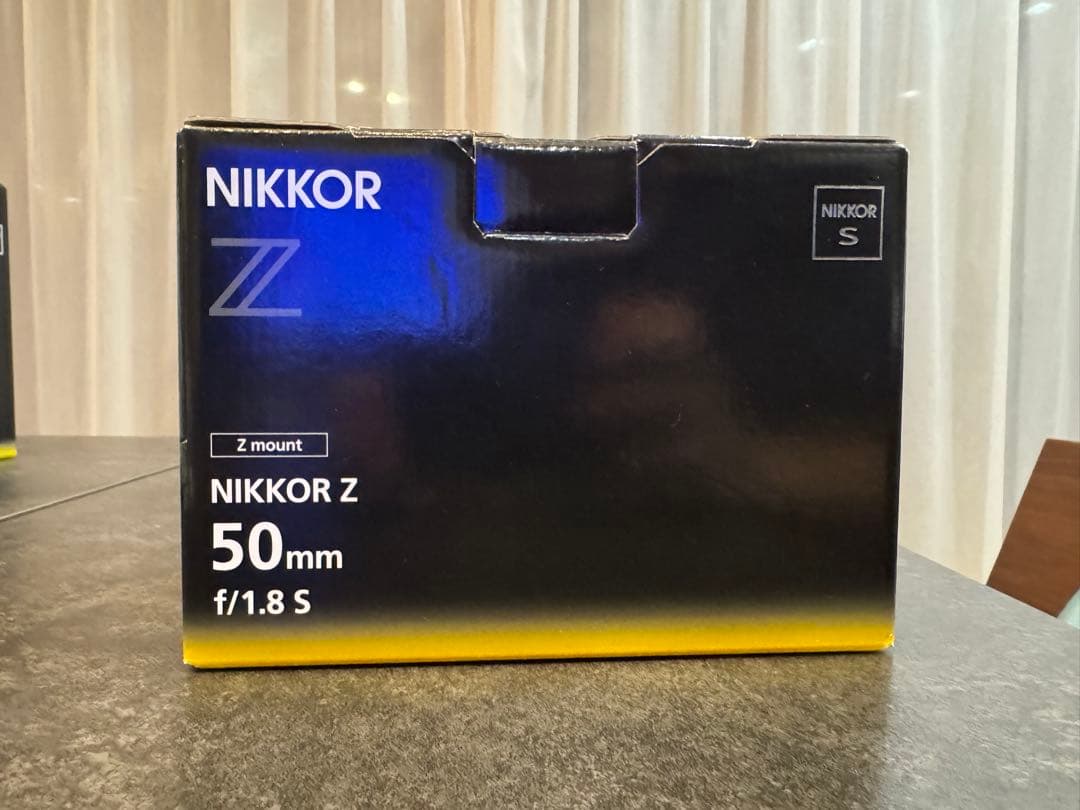 NIKKOR
Z
NIKKOR
S
Z mount
NIKKOR Z
50mm
f/1.8 S